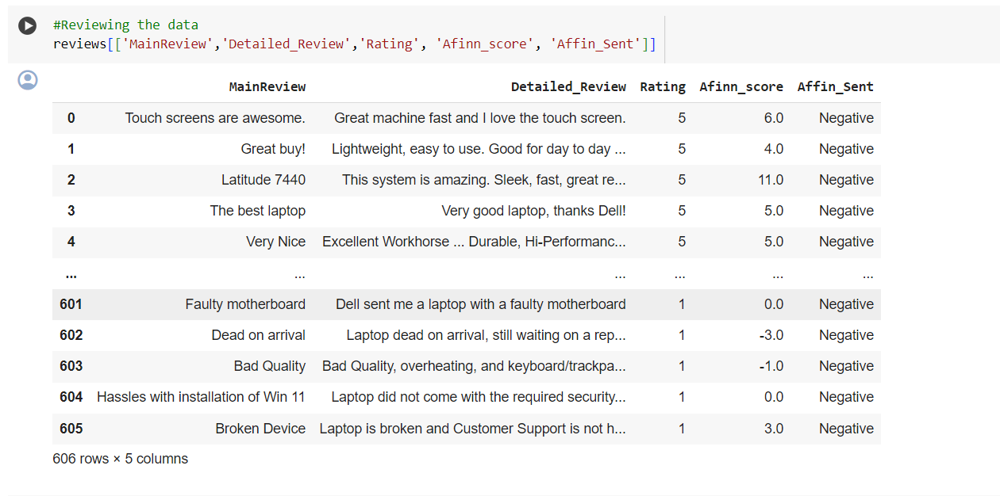 #Reviewing the data
reviews[['MainReview','Detailed_Review','Rating', 'Afinn_score', 'Affin_Sent']]
MainReview Detailed_Review Rating Afinn_score Affin_Sent
0 Touch screens are awesome. Great machine fast and I love the touch screen. 5 6.0 Negative
1 Great buy! Lightweight, easy to use. Good for day to day ... 5 4.0 Negative
2 Latitude 7440 This system is amazing. Sleek, fast, great re... 5 11.0 Negative
3 The best laptop Very good laptop, thanks Dell! 5 5.0 Negative
4 Very Nice Excellent Workhorse ... Durable, Hi-Performanc... 5 5.0 Negative
... ... ... ... ... ...
601 Faulty motherboard Dell sent me a laptop with a faulty motherboard 1 0.0 Negative
602 Dead on arrival Laptop dead on arrival, still waiting on a rep... 1 -3.0 Negative
603 Bad Quality Bad Quality, overheating, and keyboard/trackpa... 1 -1.0 Negative
604 Hassles with installation of Win 11 Laptop did not come with the required security... 1 0.0 Negative
605 Broken Device Laptop is broken and Customer Support is not h... 1 3.0 Negative
606 rows × 5 columns